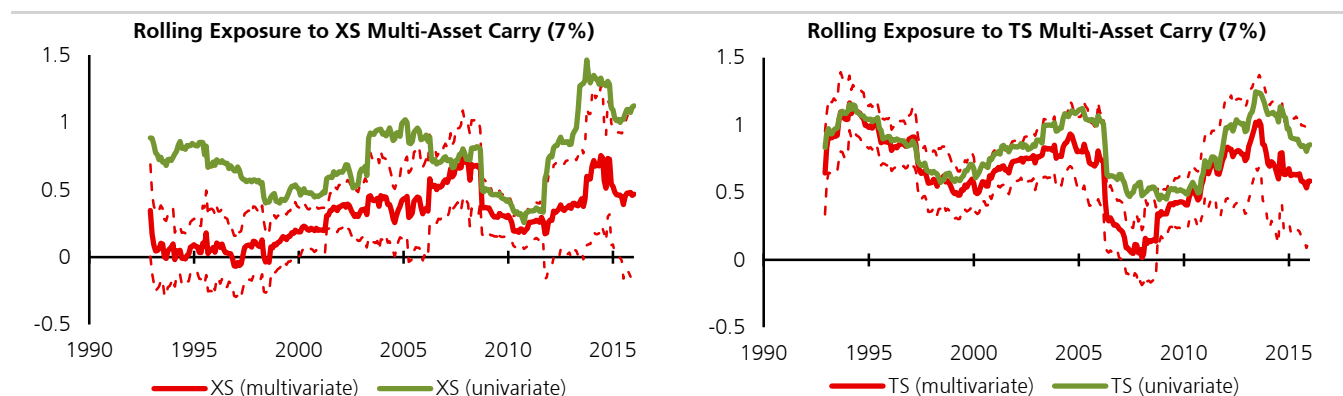 Rolling Exposure to XS Multi-Asset Carry (7%)
1.5
1
0.5
0
-0.5
1990 1995 2000 2005 2010 2015
XS (multivariate) XS (univariate)
Rolling Exposure to TS Multi-Asset Carry (7%)
1.5
1
0.5
0
-0.5
1990 1995 2000 2005 2010 2015
TS (multivariate) TS (univariate)